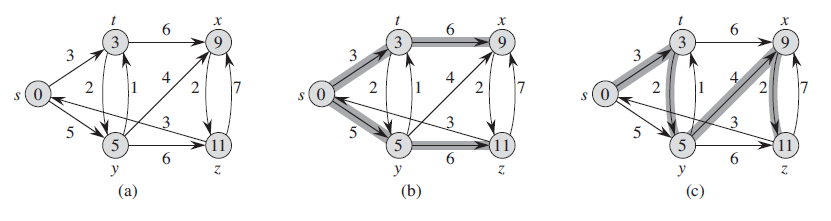 t x t x t x
6 6 6
3 9 3 9 3 9
3 3 3
2 1 4 2 7 2 1 4 2 7 2 1 4 2 7
s 0 s 0 s 0
5 3 5 3 5 3
5 11 5 11 5 11
6 6 6
y z y z y z
(a) (b) (c)